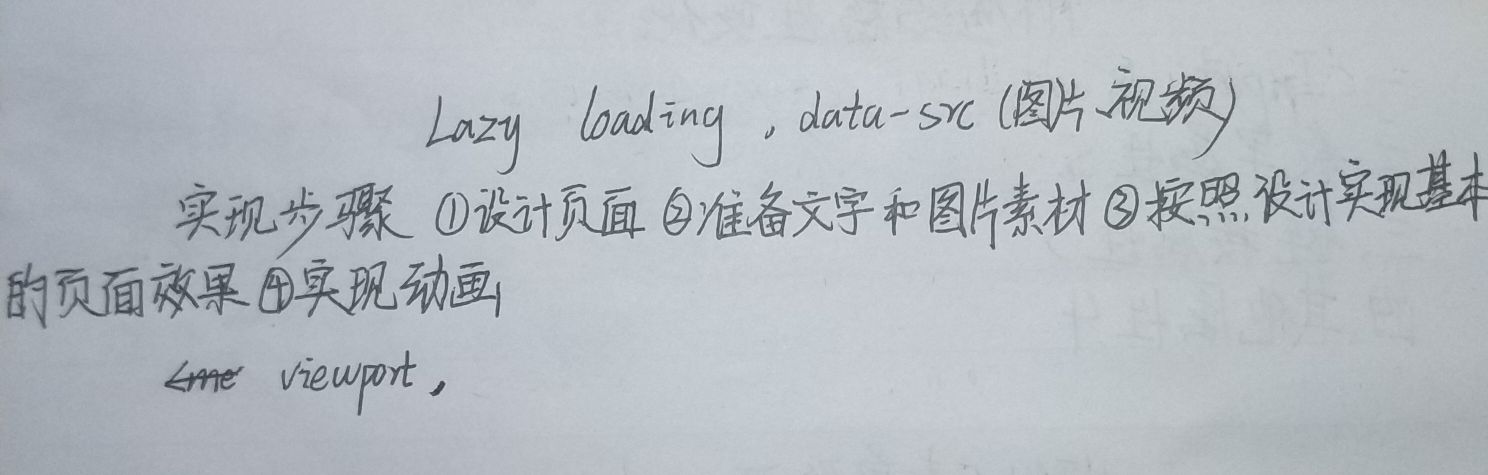 Lazy loading, data-src (图片、视频)
实现步骤 ①设计页面 ②准备文字和图片素材 ③按照设计实现基本
的页面效果 ④实现动画
viewport,